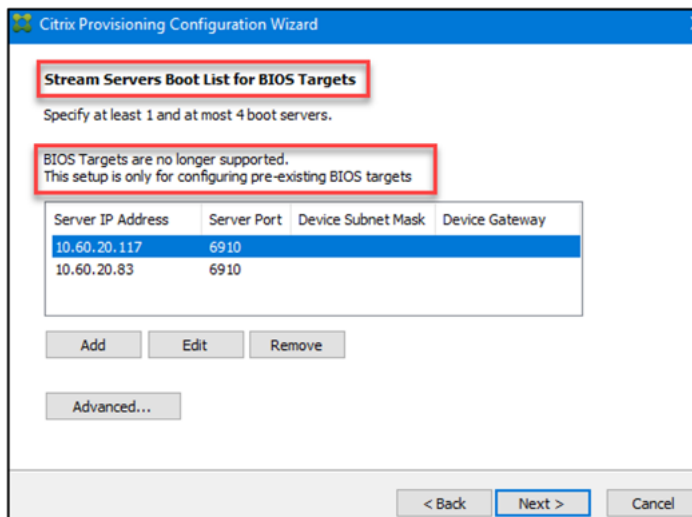 Citrix Provisioning Configuration Wizard
Stream Servers Boot List for BIOS Targets
Specify at least 1 and at most 4 boot servers.
BIOS Targets are no longer supported.
This setup is only for configuring pre-existing BIOS targets
Server IP Address Server Port Device Subnet Mask Device Gateway
10.60.20.117 6910
10.60.20.83 6910
Add Edit Remove
Advanced...
< Back Next > Cancel